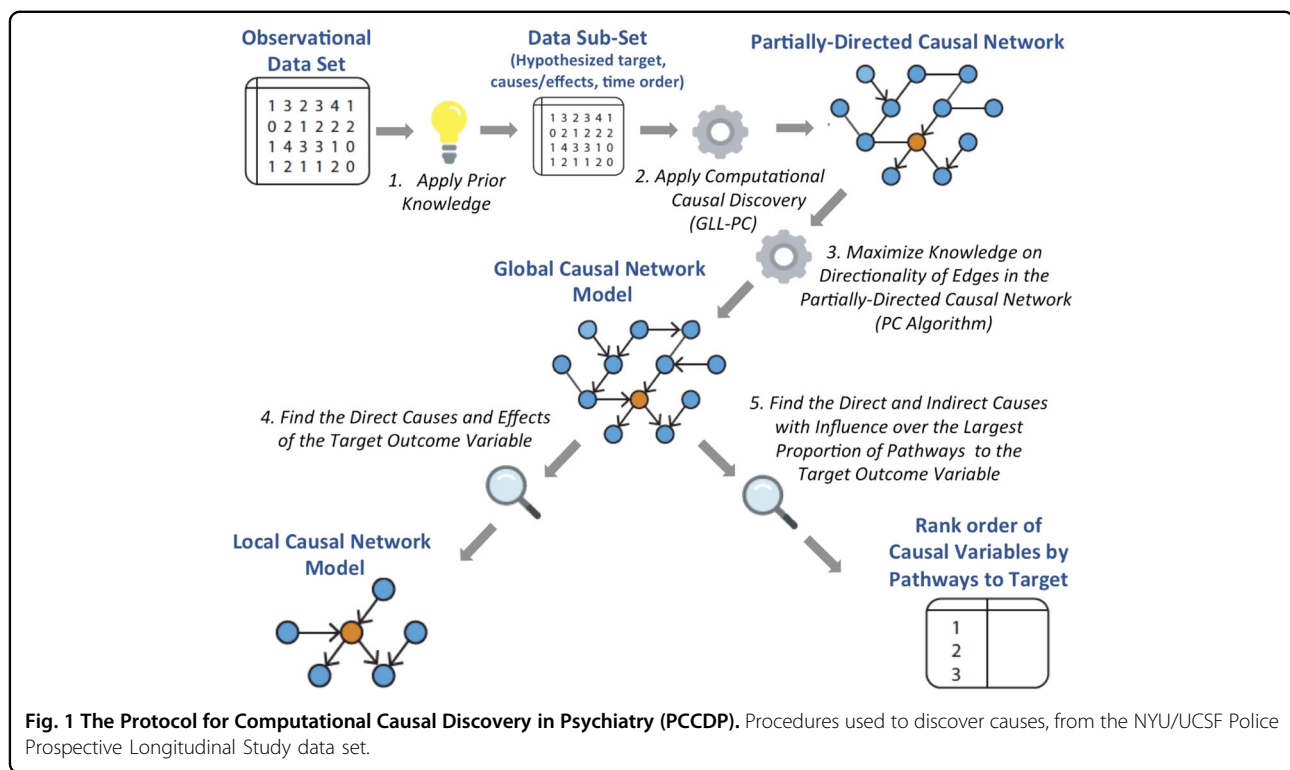 Observational
Data Set
1 3 2 3 4 1
0 2 1 2 2 2
1 4 3 3 1 0
1 2 1 1 2 0
1. Apply Prior
Knowledge
Data Sub-Set
(Hypothesized target,
causes/effects, time order)
1 3 2 3 4 1
0 2 1 2 2 2
1 4 3 3 1 0
1 2 1 1 2 0
2. Apply Computational
Causal Discovery
(GLL-PC)
Partially-Directed Causal Network
3. Maximize Knowledge on
Directionality of Edges in the
Partially-Directed Causal Network
(PC Algorithm)
Global Causal Network
Model
4. Find the Direct Causes and Effects
of the Target Outcome Variable
5. Find the Direct and Indirect Causes
with Influence over the Largest
Proportion of Pathways to the
Target Outcome Variable
Local Causal Network
Model
Rank order of
Causal Variables by
Pathways to Target
1
2
3
Fig. 1 The Protocol for Computational Causal Discovery in Psychiatry (PCCDP). Procedures used to discover causes, from the NYU/UCSF Police
Prospective Longitudinal Study data set.